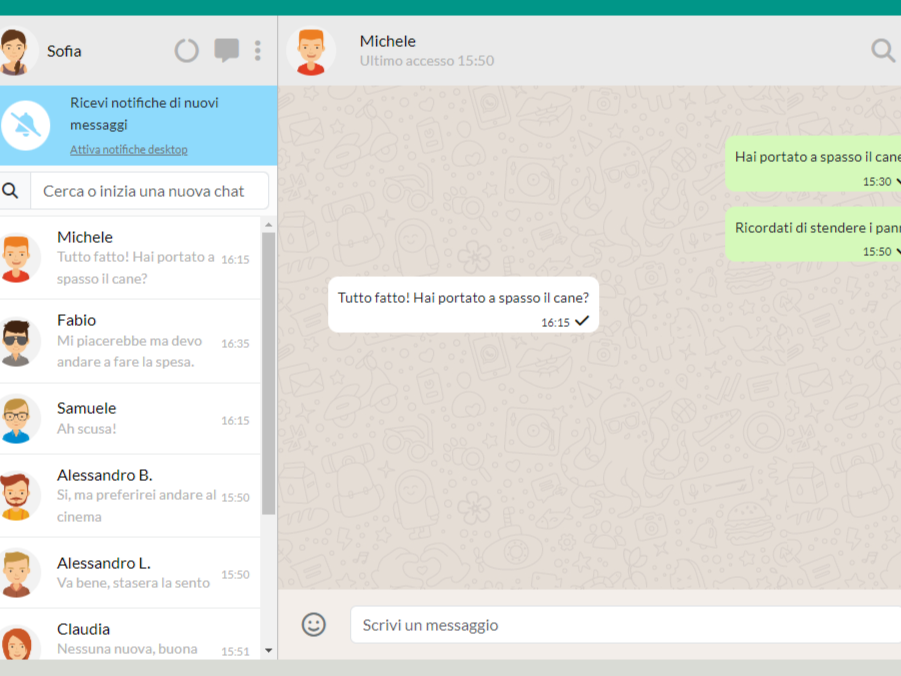 Sofia
Ricevi notifiche di nuovi
messaggi
Attiva notifiche desktop
Cerca o inizia una nuova chat
Michele
Tutto fatto! Hai portato a
spasso il cane?
16:15
Fabio
Mi piacerebbe ma devo
andare a fare la spesa.
16:35
Samuele
Ah scusa!
16:15
Alessandro B.
Si, ma preferirei andare al
cinema
15:50
Alessandro L.
Va bene, stasera la sento
15:50
Claudia
Nessuna nuova, buona
15:51
Michele
Ultimo accesso 15:50
Hai portato a spasso il cane
15:30
Ricordati di stendere i
15:50
Tutto fatto! Hai portato a spasso il cane?
16:15
Scrivi un messaggio